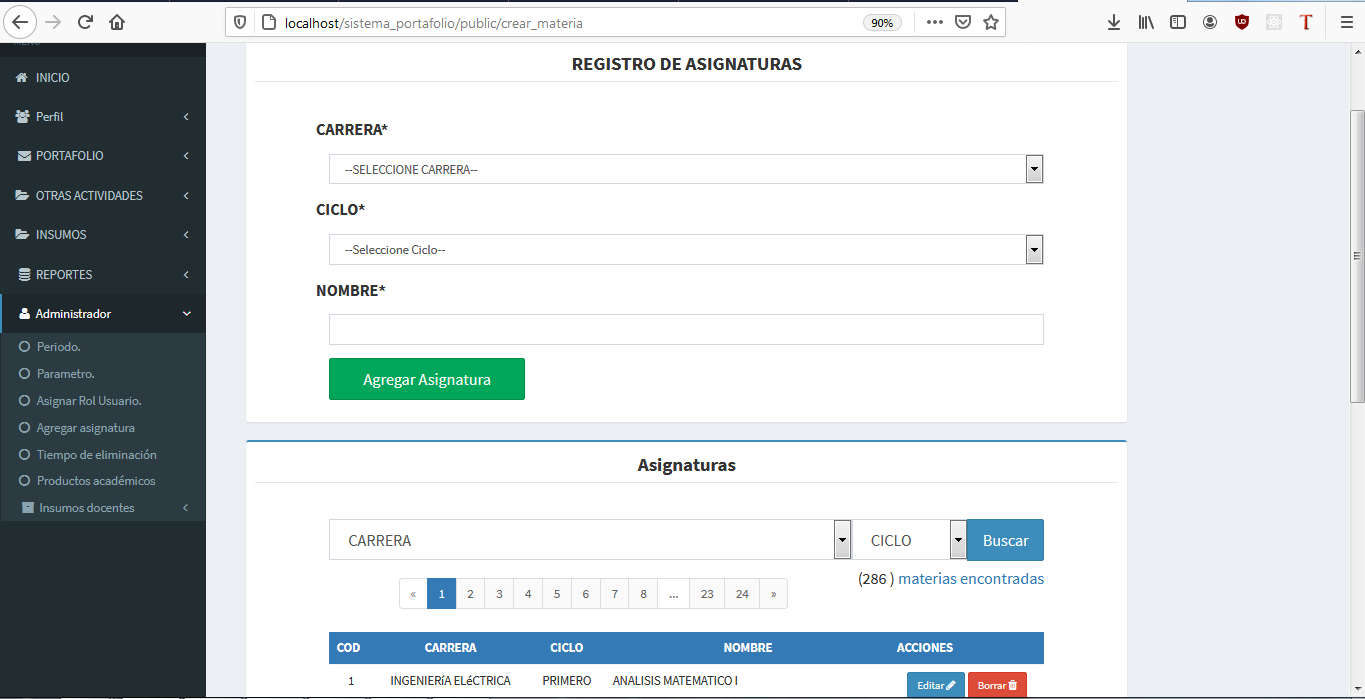 localhost/sistema_portafolio/public/crear_materia
90%
MENÚ
INICIO
Perfil
PORTAFOLIO
OTRAS ACTIVIDADES
INSUMOS
REPORTES
Administrador
Periodo.
Parametro.
Asignar Rol Usuario.
Agregar asignatura
Tiempo de eliminación
Productos académicos
Insumos docentes
REGISTRO DE ASIGNATURAS
CARRERA*
--SELECCIONE CARRERA--
CICLO*
--Seleccione Ciclo--
NOMBRE*
Agregar Asignatura
Asignaturas
CARRERA CICLO Buscar
(286 ) materias encontradas
« 1 2 3 4 5 6 7 8 ... 23 24 »
COD CARRERA CICLO NOMBRE ACCIONES
1 INGENIERíA ELéCTRICA PRIMERO ANALISIS MATEMATICO I Editar Borrar